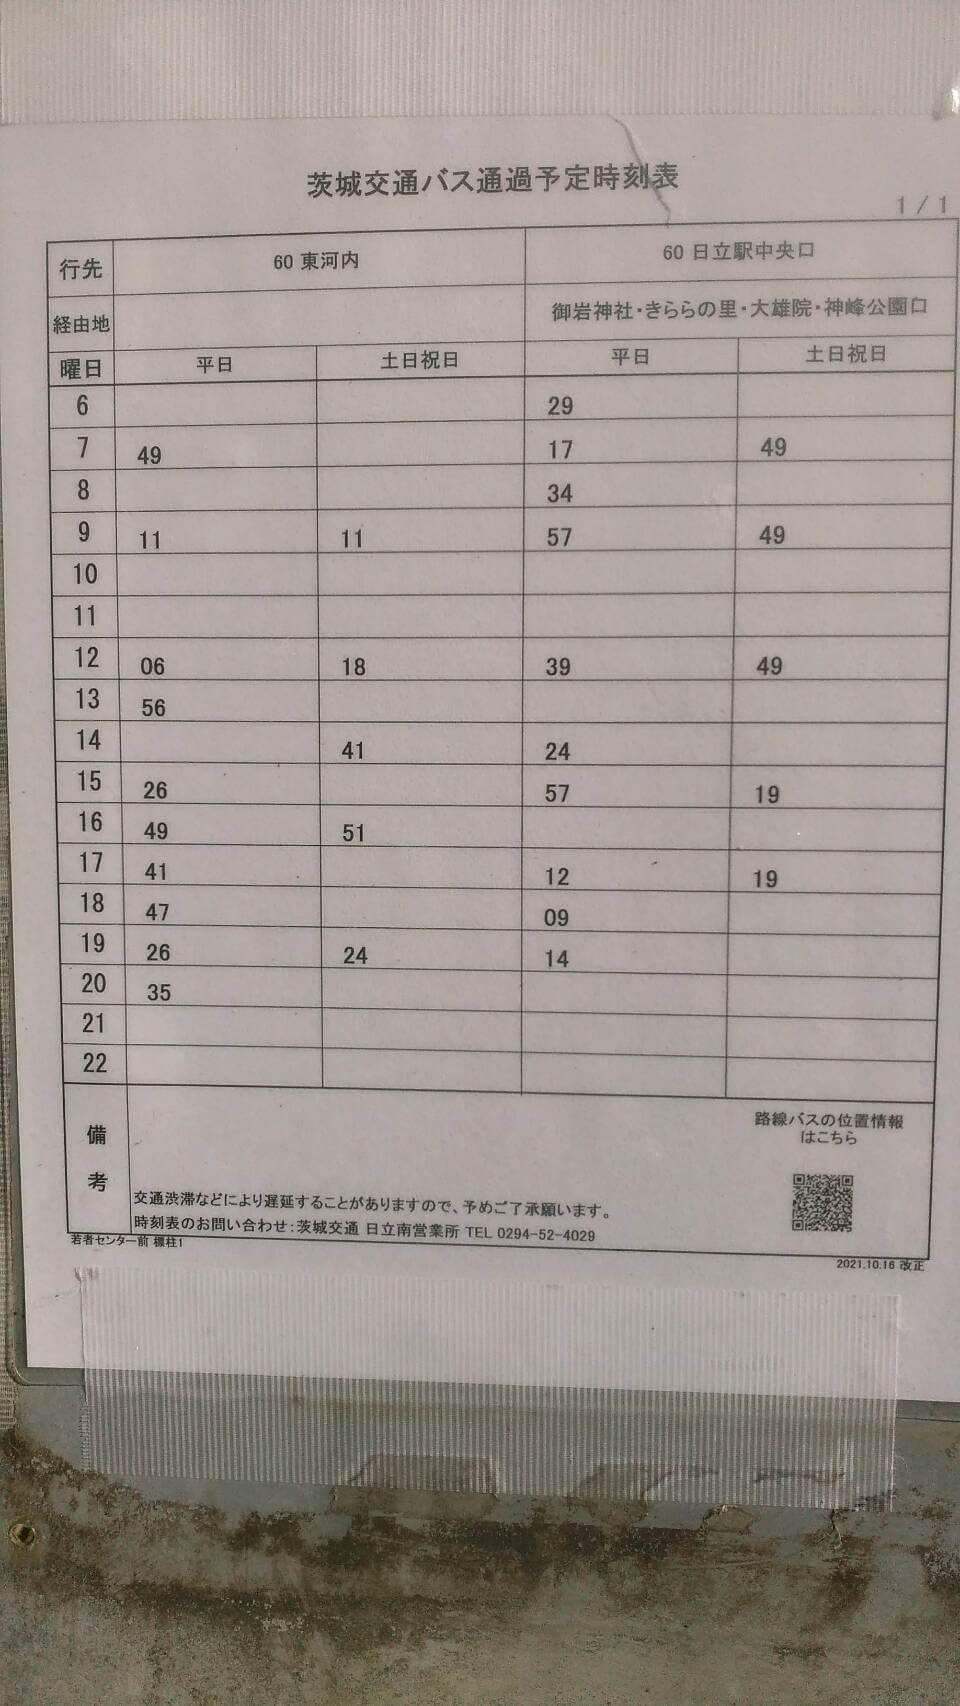 茨城交通バス通過予定時刻表
1/1
行先 60 東河内 60 日立駅中央口
経由地 御岩神社・きららの里・大雄院・神峰公園口
曜日 平日 土日祝日 平日 土日祝日
6 29
7 49 17 49
8 34
9 11 11 57 49
10
11
12 06 18 39 49
13 56
14 41 24
15 26 57 19
16 49 51
17 41 12 19
18 47 09
19 26 24 14
20 35
21
22
備考
路線バスの位置情報
はこちら
交通渋滞などにより遅延することがありますので、予めご了承願います。
時刻表のお問い合わせ：茨城交通 日立南営業所 TEL 0294-52-4029
若者センター前 標柱1
2021.10.16 改正